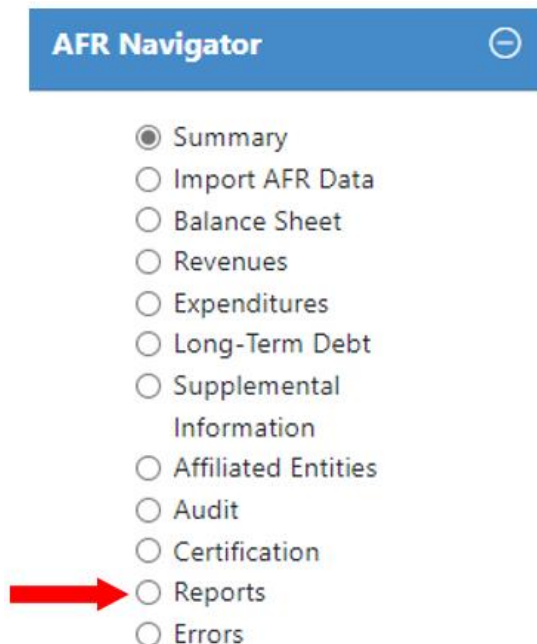 AFR Navigator
Summary
Import AFR Data
Balance Sheet
Revenues
Expenditures
Long-Term Debt
Supplemental
Information
Affiliated Entities
Audit
Certification
Reports
Errors